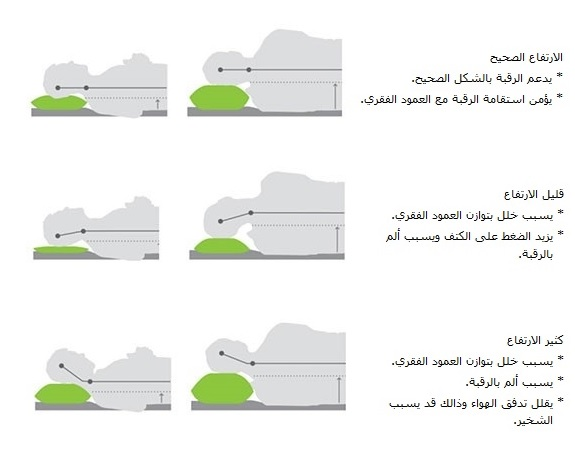 الارتفاع الصحيح
* يدعم الرقبة بالشكل الصحيح.
* يؤمن استقامة الرقبة مع العمود الفقري.
قليل الارتفاع
* يسبب خلل بتوازن العمود الفقري.
* يزيد الضغط على الكتف ويسبب ألم
بالرقبة.
كثير الارتفاع
* يسبب خلل بتوازن العمود الفقري.
* يسبب ألم بالرقبة.
* يقلل تدفق الهواء وذالك قد يسبب
الشخير.